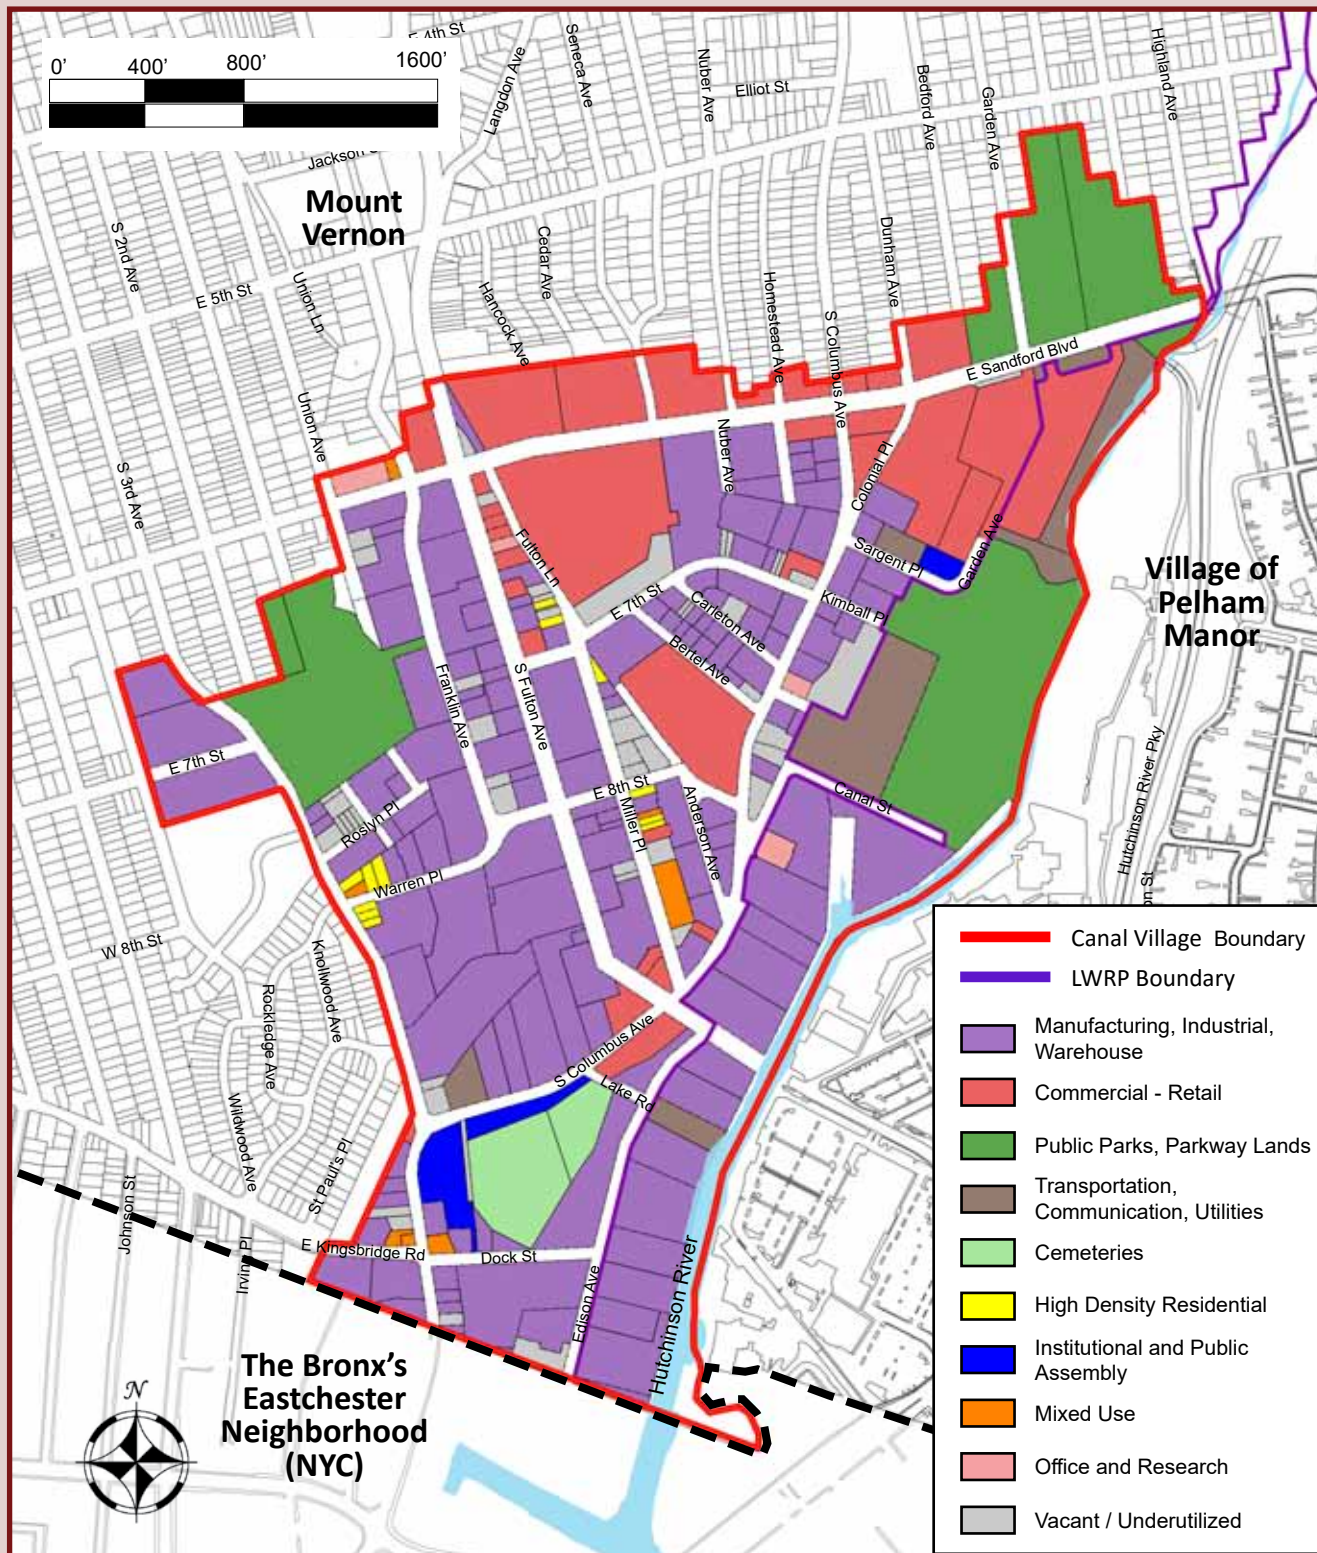 0'
400'
800'
1600'
E 4th St
Langdon Ave
Seneca Ave
Nuber Ave
Elliot St
Bedford Ave
Garden Ave
Highland Ave
Mount
Vernon
S 2nd Ave
E 5th St
Union Ln
Hancock Ave
Cedar Ave
Homestead Ave
S Columbus Ave
Dunham Ave
E Sandford Blvd
Union Ave
S 3rd Ave
Nuber Ave
Colonial Pl
Fulton Ln
Sargent Pl
Garden Ave
E 7th St
Carleton Ave
Kimball Pl
Bertel Ave
Village of
Pelham
Manor
Franklin Ave
S Fulton Ave
E 7th St
E 8th St
Miller Pl
Anderson Ave
Canal St
Roslyn Pl
Warren Pl
Hutchinson River Pky
W 8th St
Knollwood Ave
Rockledge Ave
Wildwood Ave
St Paul's Pl
S Columbus Ave
Lake Rd
Johnson St
Irving Pl
E Kingsbridge Rd
Dock St
Edison Ave
Hutchinson River
The Bronx's
Eastchester
Neighborhood
(NYC)
N
Canal Village Boundary
LWRP Boundary
Manufacturing, Industrial,
Warehouse
Commercial - Retail
Public Parks, Parkway Lands
Transportation,
Communication, Utilities
Cemeteries
High Density Residential
Institutional and Public
Assembly
Mixed Use
Office and Research
Vacant / Underutilized